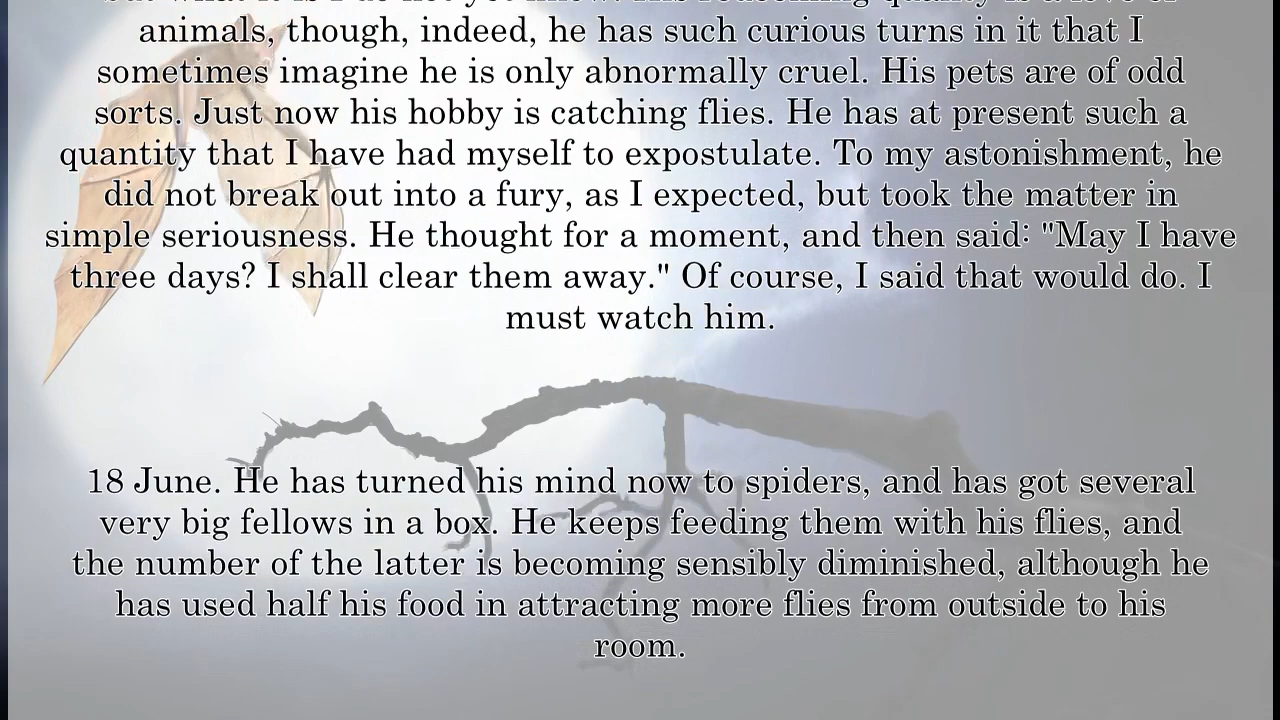 animals, though, indeed, he has such curious turns in it that I
sometimes imagine he is only abnormally cruel. His pets are of odd
sorts. Just now his hobby is catching flies. He has at present such a
quantity that I have had myself to expostulate. To my astonishment, he
did not break out into a fury, as I expected, but took the matter in
simple seriousness. He thought for a moment, and then said: "May I have
three days? I shall clear them away." Of course, I said that would do. I
must watch him.
18 June. He has turned his mind now to spiders, and has got several
very big fellows in a box. He keeps feeding them with his flies, and
the number of the latter is becoming sensibly diminished, although he
has used half his food in attracting more flies from outside to his
room.